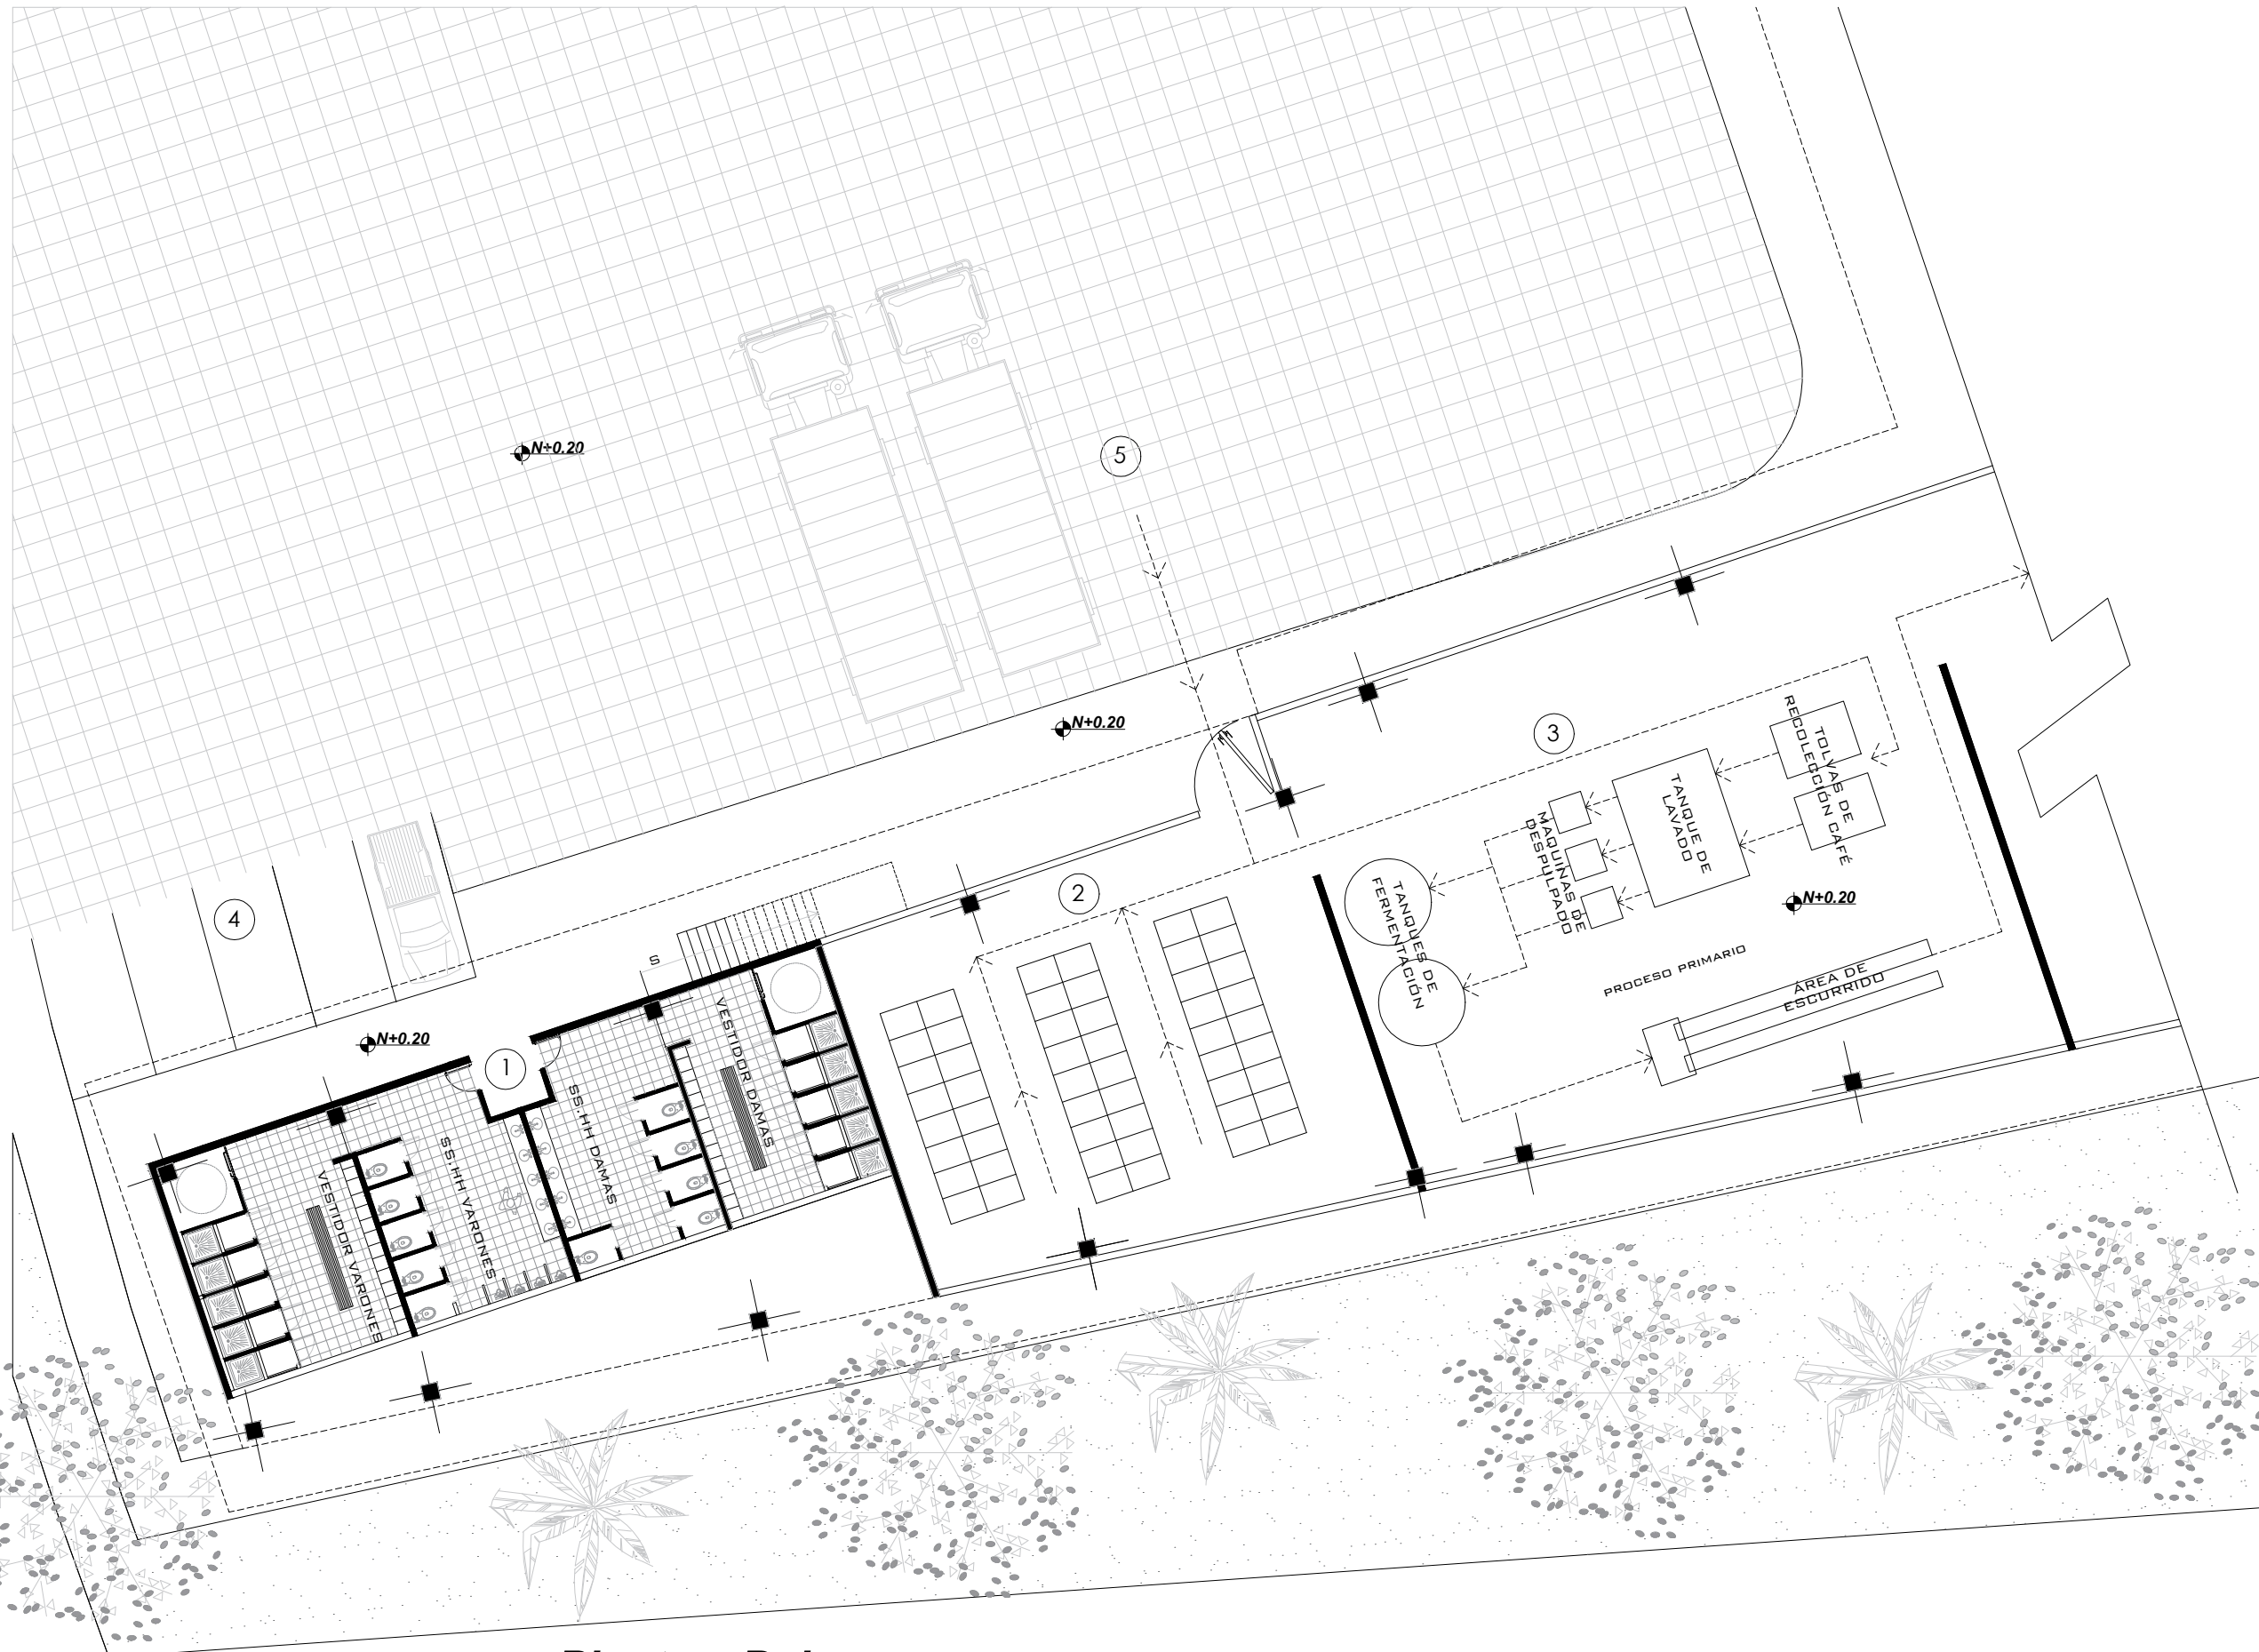 N+0.20
5
N+0.20
3
TOLVAS DE
RECOLECCIÓN CAFÉ
TANQUE DE
LAVADO
MAQUINAS DE
DESPULPADO
TANQUES DE
FERMENTACIÓN
2
N+0.20
4
PROCESO PRIMARIO
ÁREA DE
ESCURRIDO
S
N+0.20
1
VESTIDOR DAMAS
SS.HH DAMAS
SS.HH VARONES
VESTIDOR VARONES